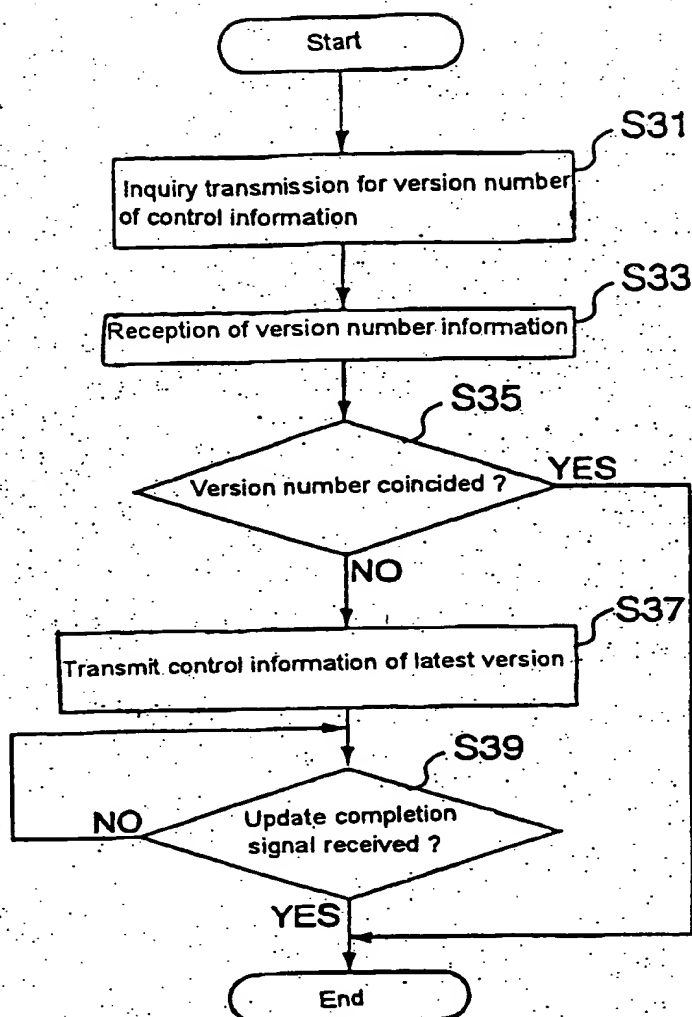 Start
S31
Inquiry transmission for version number
of control information
S33
Reception of version number information
S35
Version number coincided ?
YES
NO
S37
Transmit control information of latest version
S39
Update completion
signal received ?
NO
YES
End